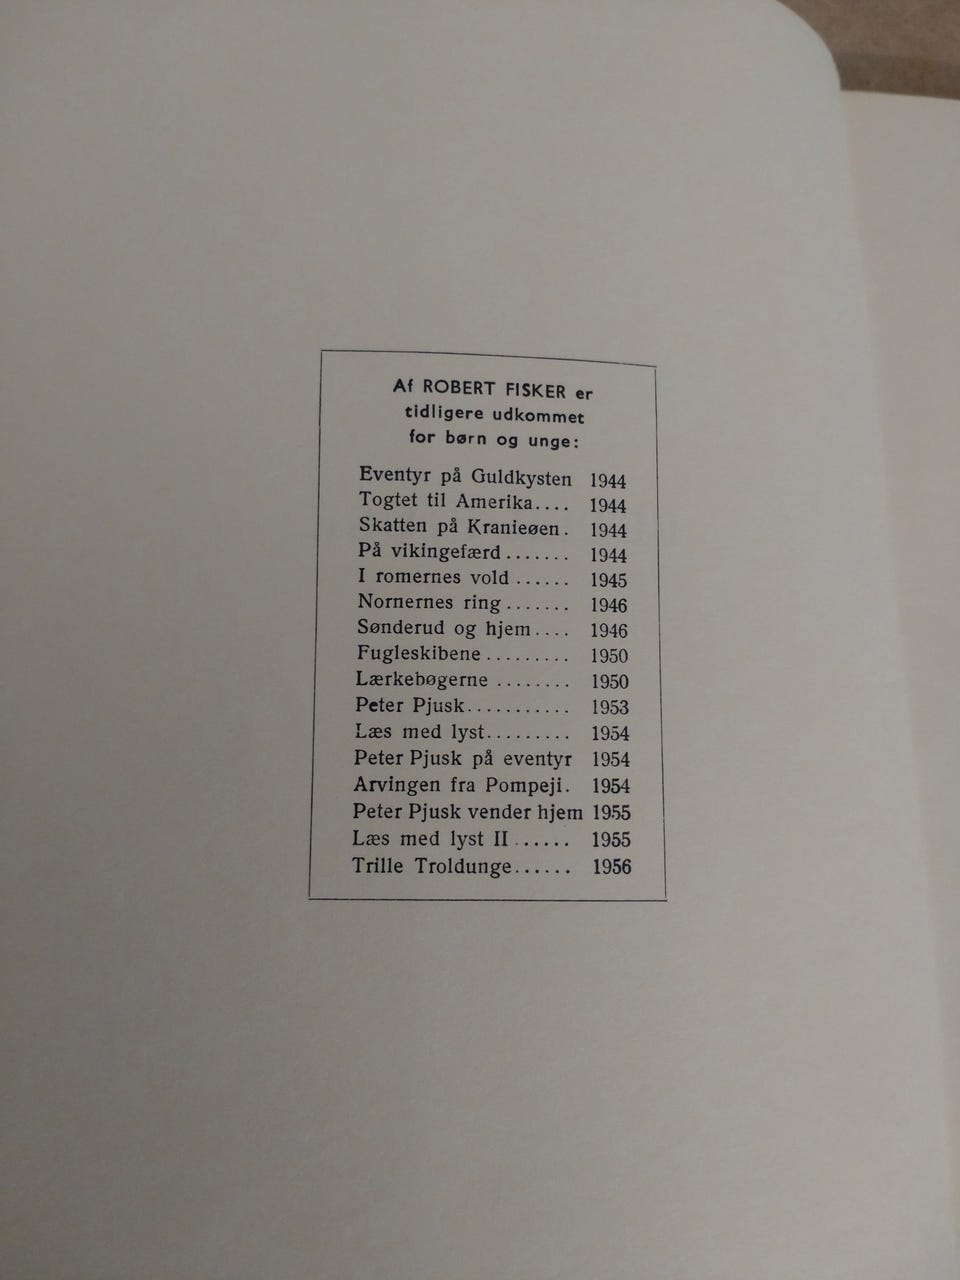 Af ROBERT FISKER er
tidligere udkommet
for børn og unge:
Eventyr på Guldkysten 1944
Togtet til Amerika.... 1944
Skatten på Kranieøen. 1944
På vikingefærd....... 1944
I romernes vold...... 1945
Nornernes ring....... 1946
Sønderud og hjem.... 1946
Fugleskibene......... 1950
Lærkebøgerne........ 1950
Peter Pjusk........... 1953
Læs med lyst......... 1954
Peter Pjusk på eventyr 1954
Arvingen fra Pompeji. 1954
Peter Pjusk vender hjem 1955
Læs med lyst II...... 1955
Trille Troldunge...... 1956